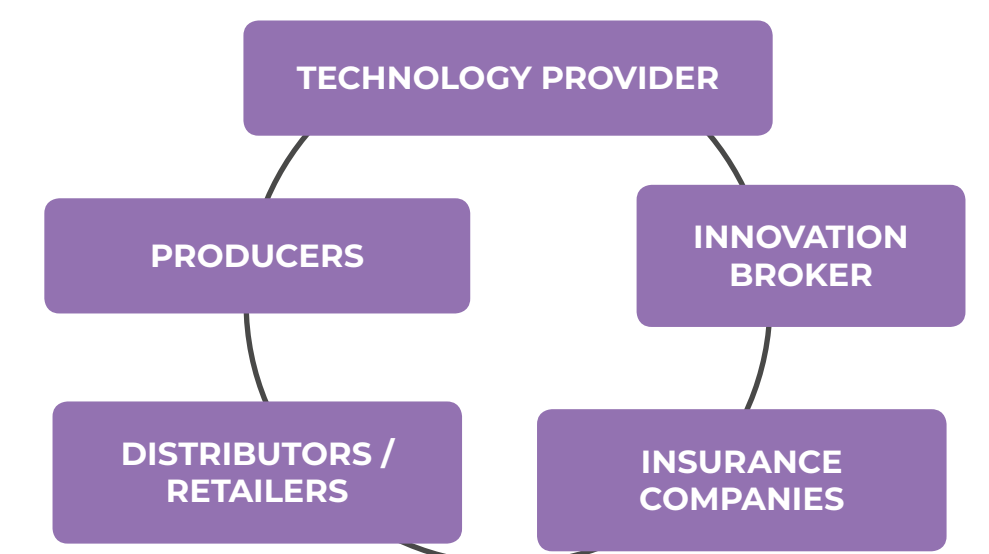 TECHNOLOGY PROVIDER
PRODUCERS
INNOVATION
BROKER
DISTRIBUTORS /
RETAILERS
INSURANCE
COMPANIES